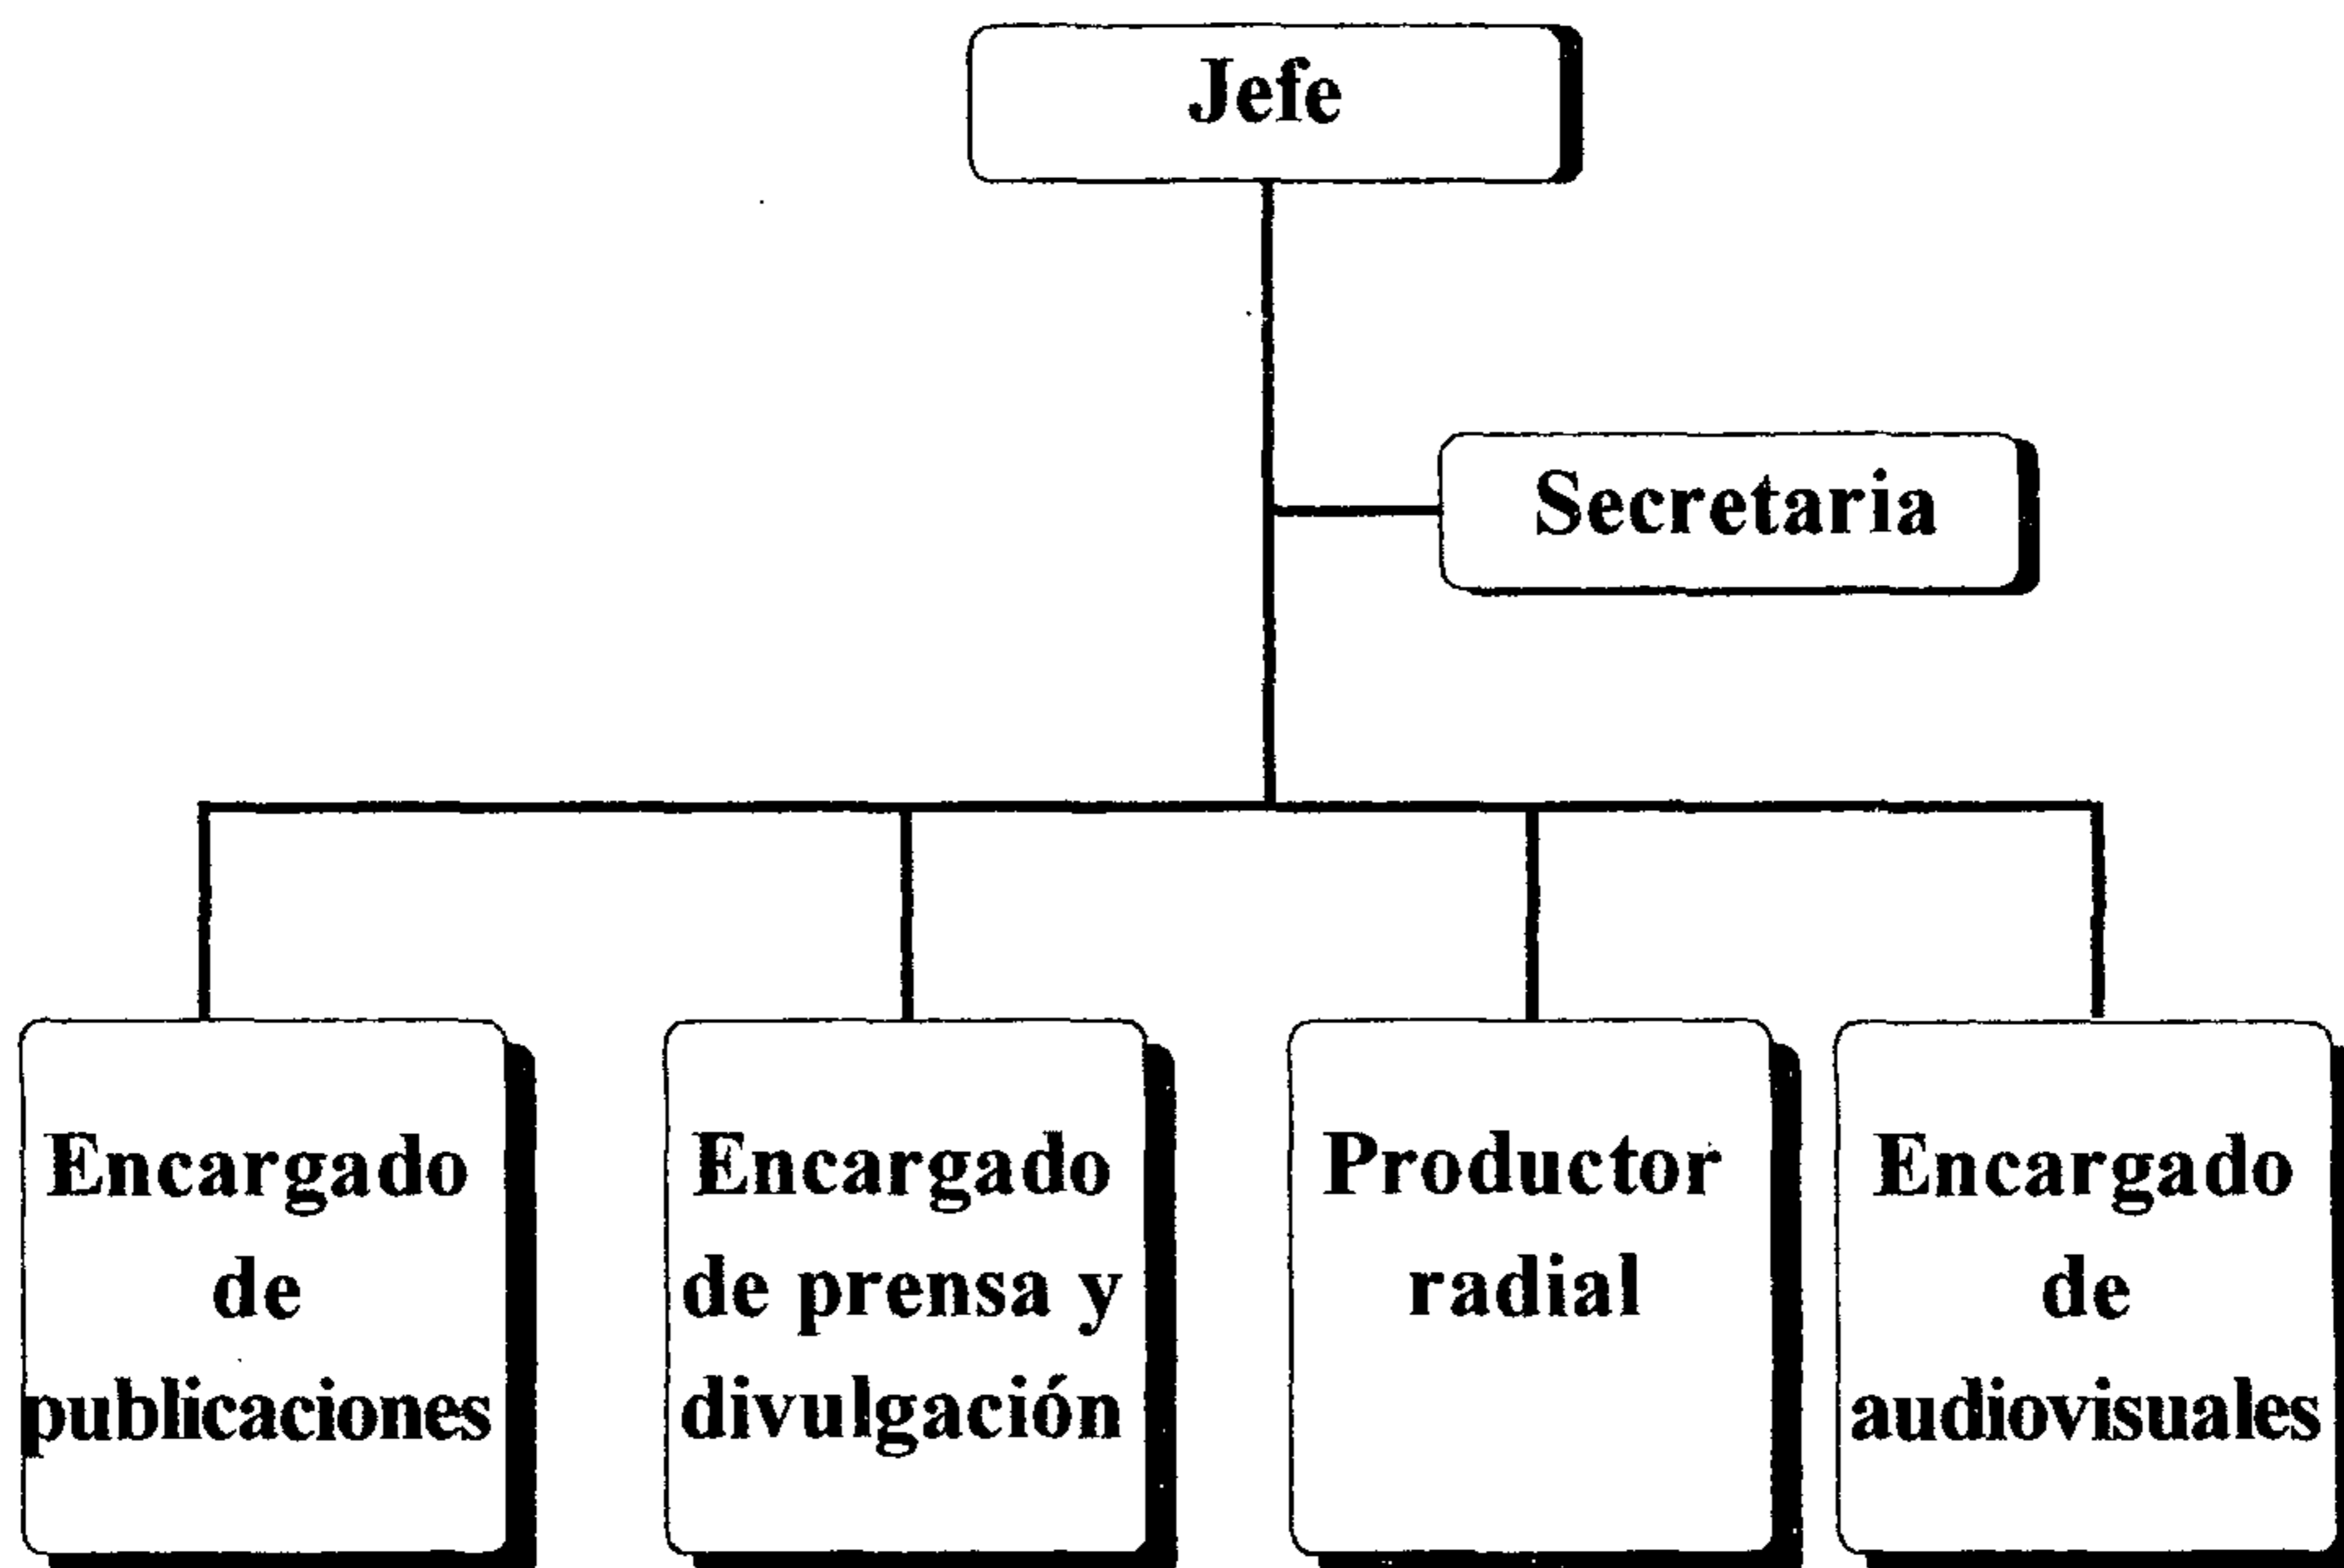 Jefe
Secretaria
Encargado
de
publicaciones
Encargado
de prensa y
divulgación
Productor
radial
Encargado
de
audiovisuales